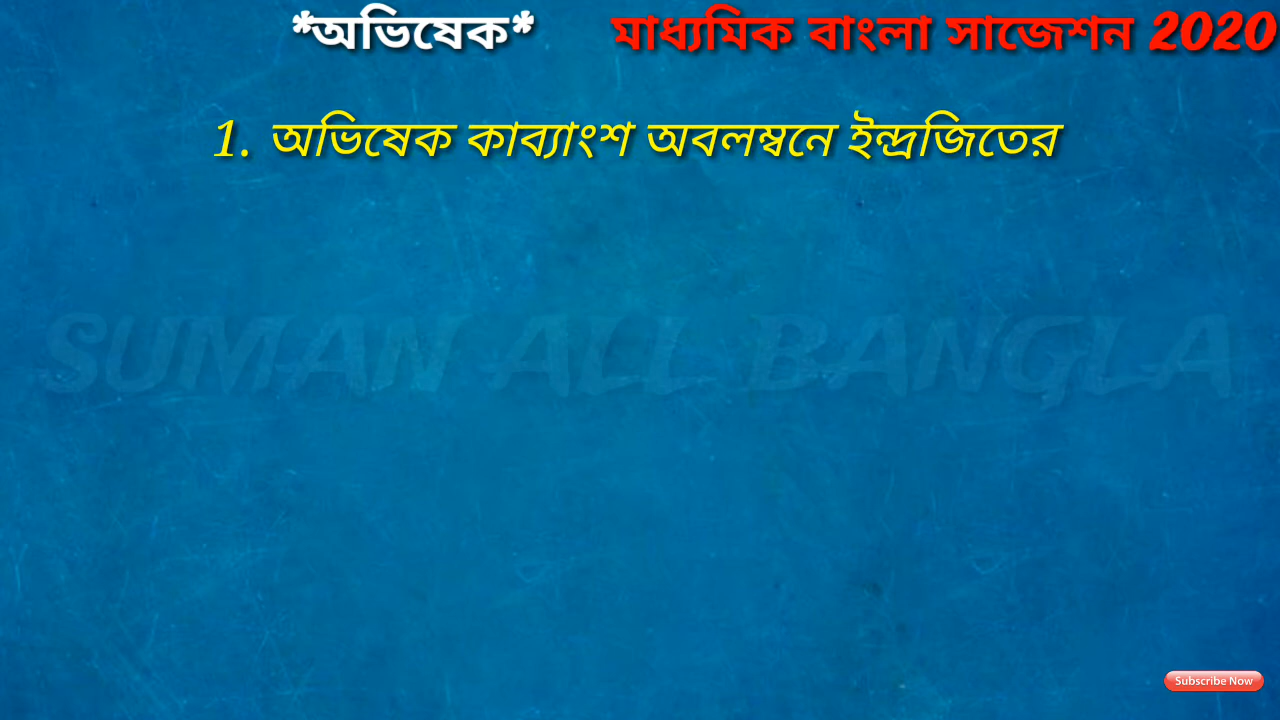 *অভিষেক* মাধ্যমিক বাংলা সাজেশন 2020
1. অভিষেক কাব্যাংশ অবলম্বনে ইন্দ্রজিতের
SUMAN ALL BANGLA
Subscribe Now